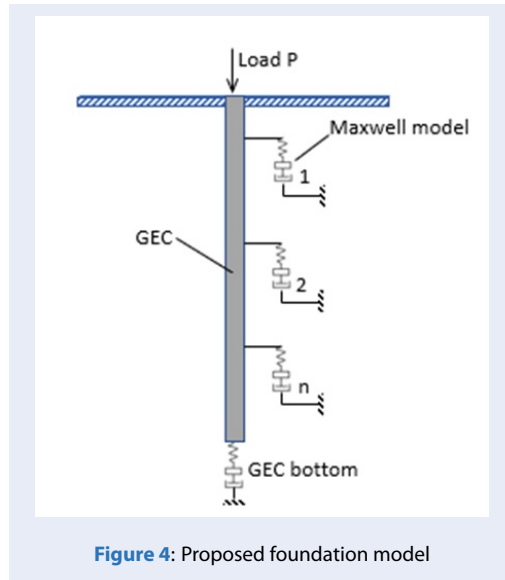 Load P
Maxwell model
1
GEC
2
n
GEC bottom
Figure 4: Proposed foundation model